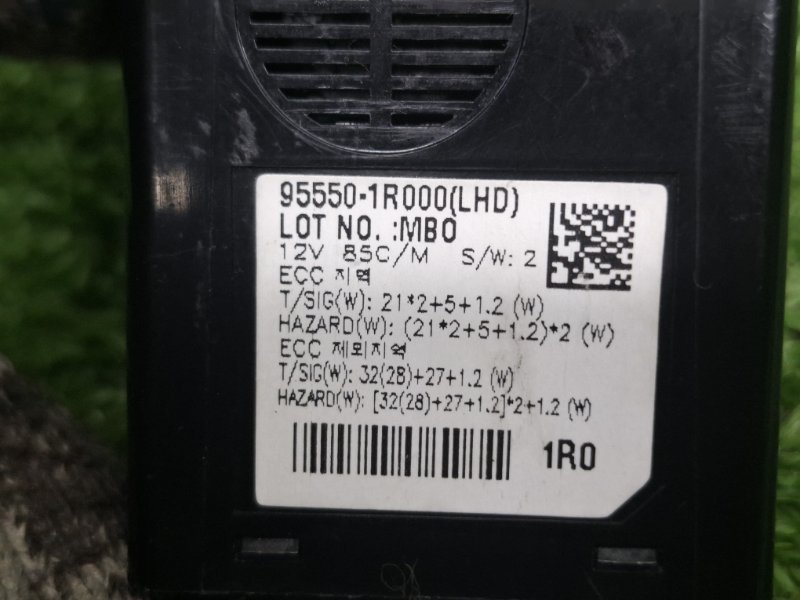 95550-1R000(LHD)
LOT NO. :MBO
12V 85C/M S/W: 2
ECC 지역
T/SIG(W): 21*2+5+1.2 (W)
HAZARD(W): (21*2+5+1.2)*2 (W)
ECC 제외지역
T/SIG(W): 32(28)+27+1.2 (W)
HAZARD(W): [32(28)+27+1.2]*2+1.2 (W)
1R0